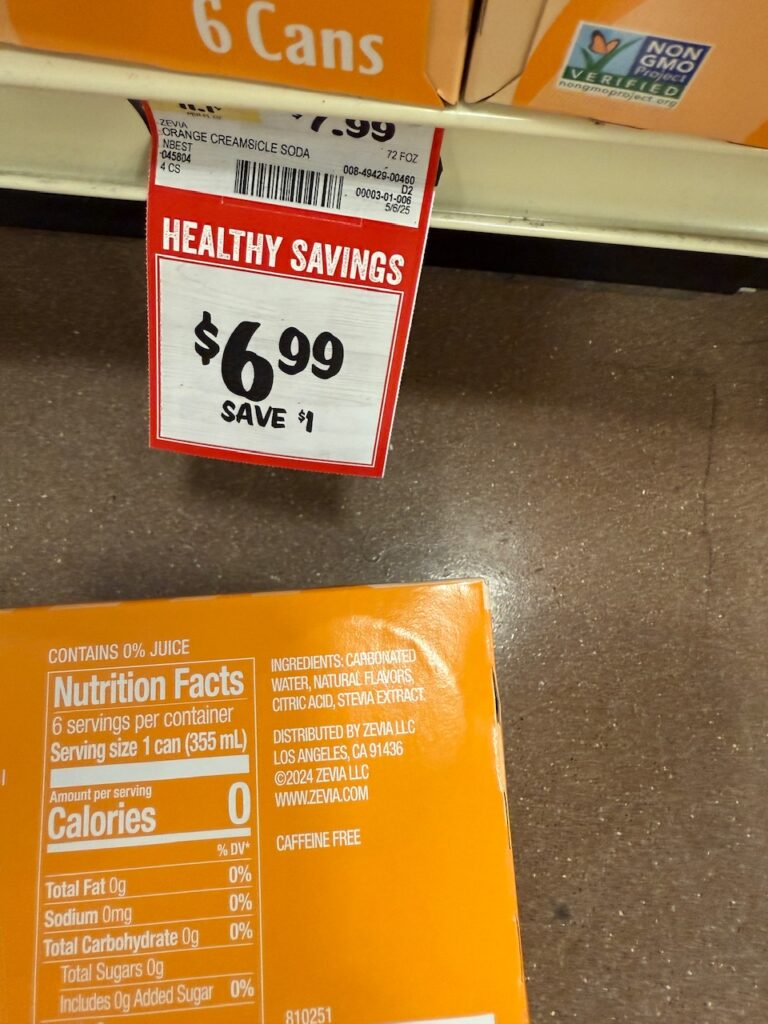 6 Cans
NON
GMO
Project
VERIFIED
nongmoproject.org
$7.99
ZEVIA
ORANGE CREAMSICLE SODA
72 FOZ
NBEST
045804
4 CS
008-49429-00460
D2
00003-01-006
5/6/25
HEALTHY SAVINGS
$6.99
SAVE $1
CONTAINS 0% JUICE
Nutrition Facts
6 servings per container
Serving size 1 can (355 mL)
Amount per serving
Calories 0
% DV*
Total Fat 0g 0%
Sodium 0mg 0%
Total Carbohydrate 0g 0%
Total Sugars 0g
Includes 0g Added Sugar 0%
INGREDIENTS: CARBONATED
WATER, NATURAL FLAVORS,
CITRIC ACID, STEVIA EXTRACT.
DISTRIBUTED BY ZEVIA LLC
LOS ANGELES, CA 91436
©2024 ZEVIA LLC
WWW.ZEVIA.COM
CAFFEINE FREE
810251